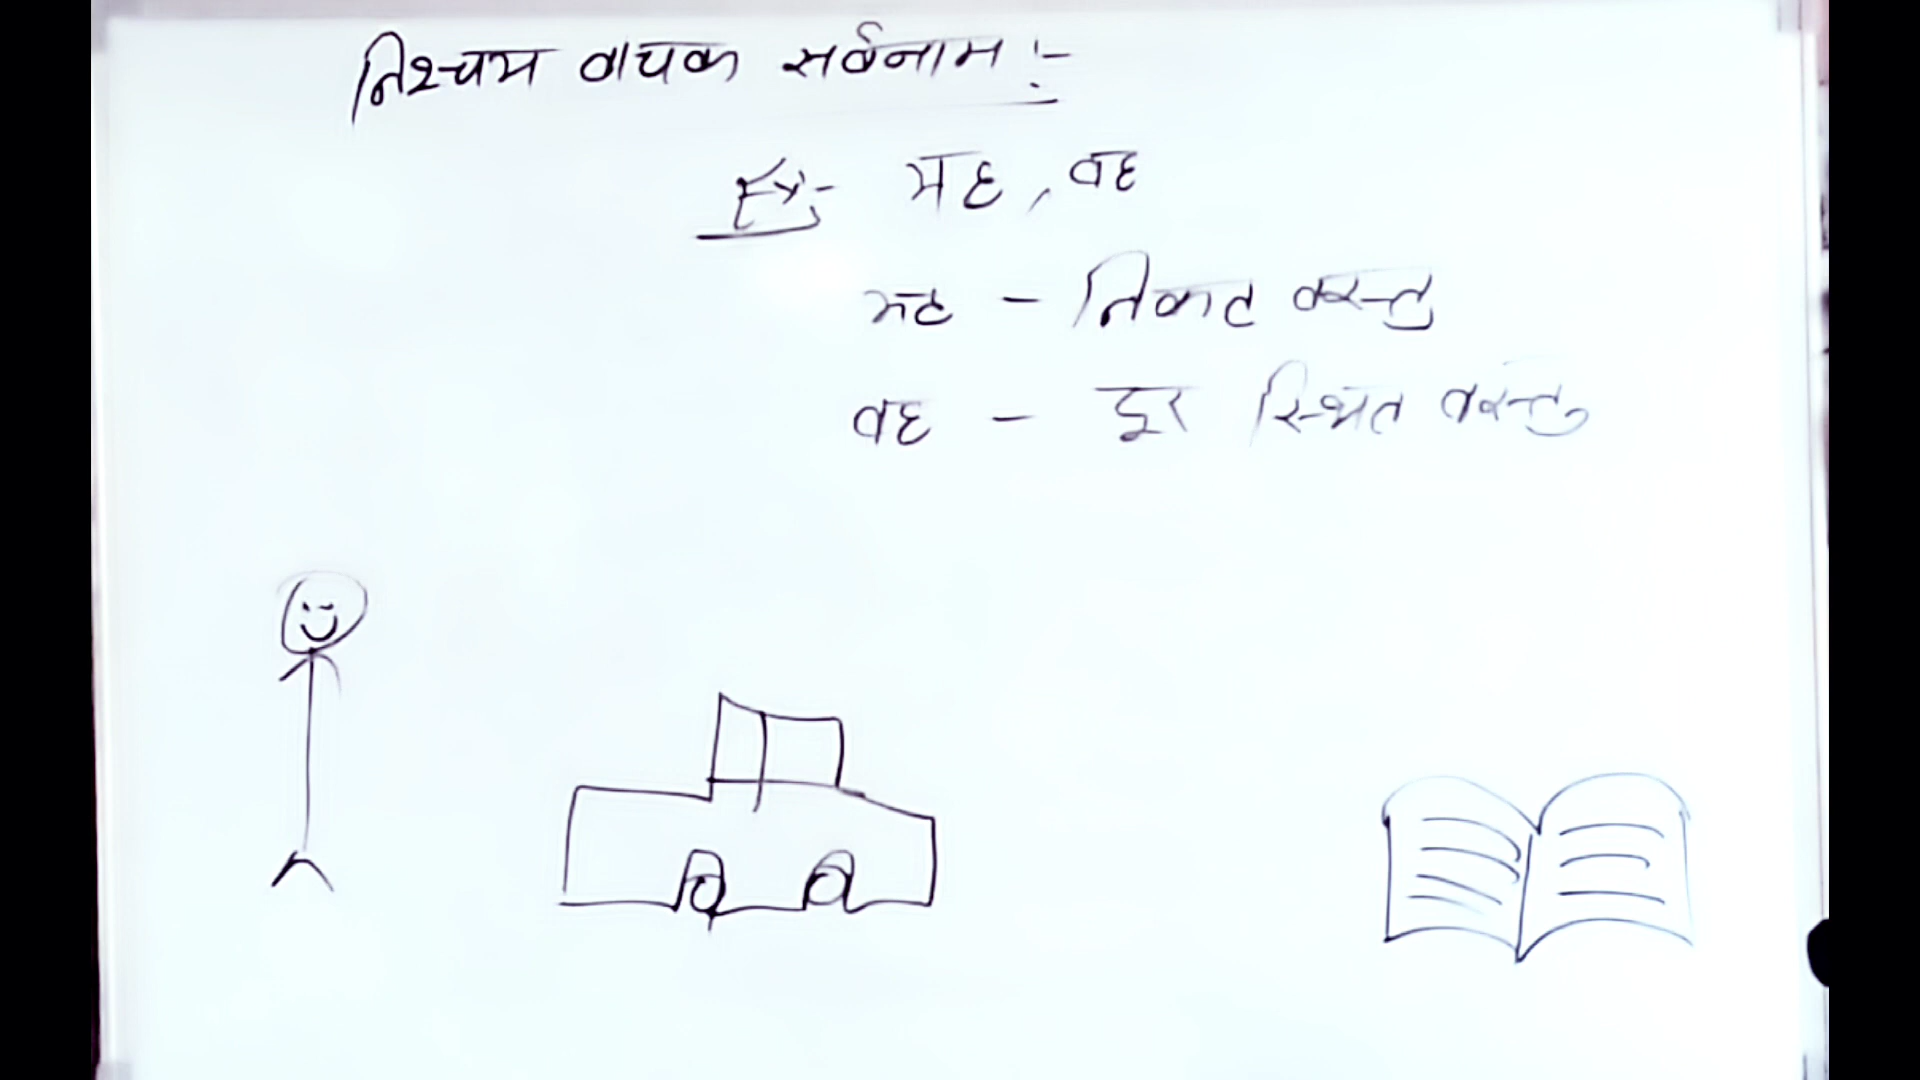 निश्चय वाचक सर्वनाम :-
Ex:- यह, वह
यह - निकट वस्तु
वह - दूर स्थित वस्तु